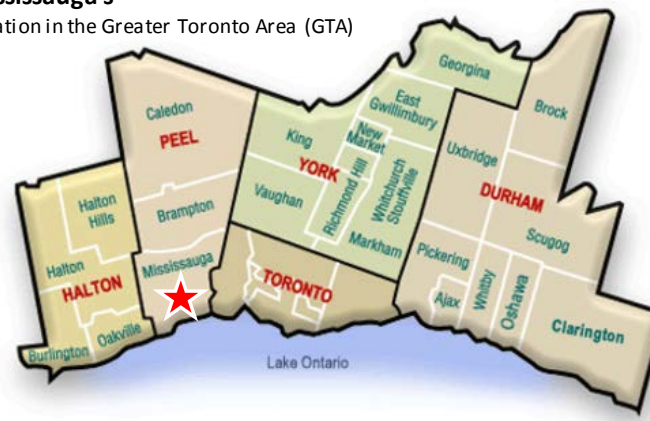 ation in the Greater Toronto Area (GTA)
Georgina
Caledon
PEEL
East
Gwillimbury
Brock
King
New
Market
YORK
Uxbridge
Richmond Hill
Whitchurch
Stouffville
DURHAM
Halton
Hills
Brampton
Vaughan
Scugog
Markham
Pickering
Halton
Mississauga
HALTON
TORONTO
Ajax
Whitby
Oshawa
Clarington
Oakville
Burlington
Lake Ontario